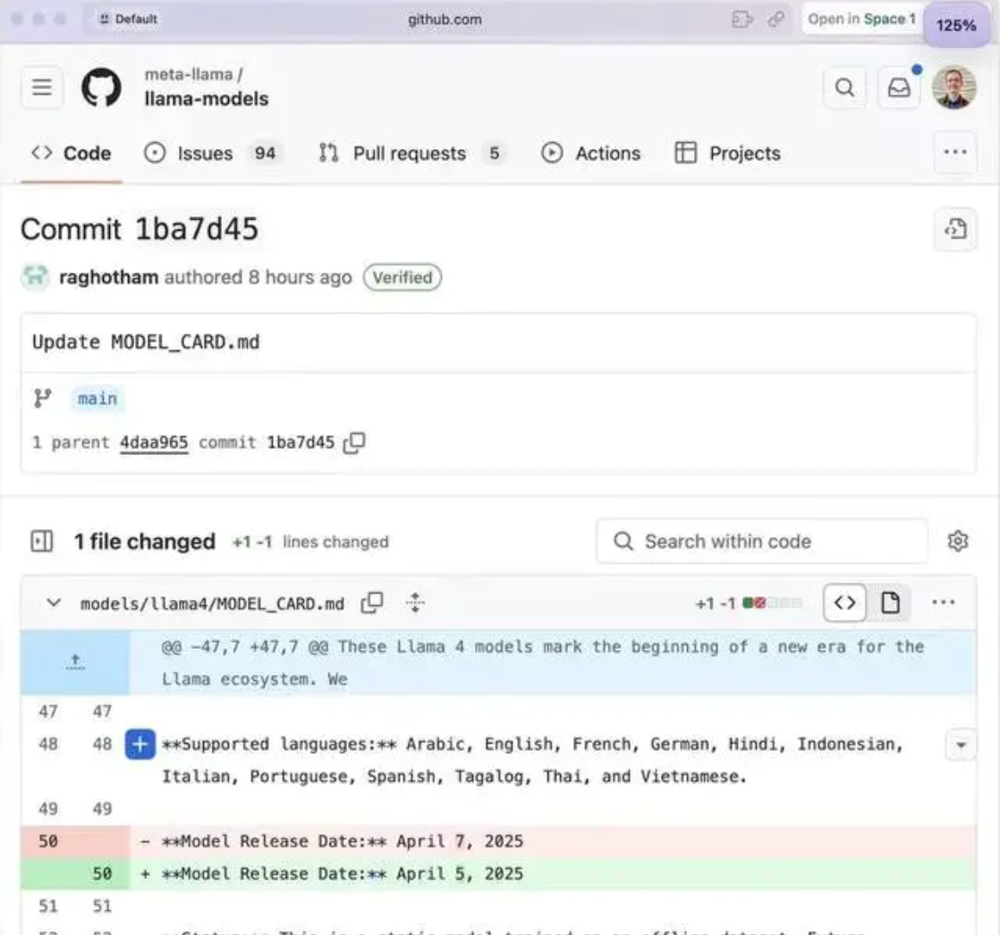 Default
github.com
Open in Space 1
125%
meta-llama /
llama-models
<> Code
Issues 94
Pull requests 5
Actions
Projects
...
Commit 1ba7d45
raghotham authored 8 hours ago Verified
Update MODEL_CARD.md
main
1 parent 4daa965 commit 1ba7d45
1 file changed +1 -1 lines changed
Search within code
models/llama4/MODEL_CARD.md
+1 -1
<>
...
@@ -47,7 +47,7 @@ These Llama 4 models mark the beginning of a new era for the
Llama ecosystem. We
47 47
48 48 + **Supported languages:** Arabic, English, French, German, Hindi, Indonesian,
Italian, Portuguese, Spanish, Tagalog, Thai, and Vietnamese.
49 49
50 - **Model Release Date:** April 7, 2025
50 + **Model Release Date:** April 5, 2025
51 51